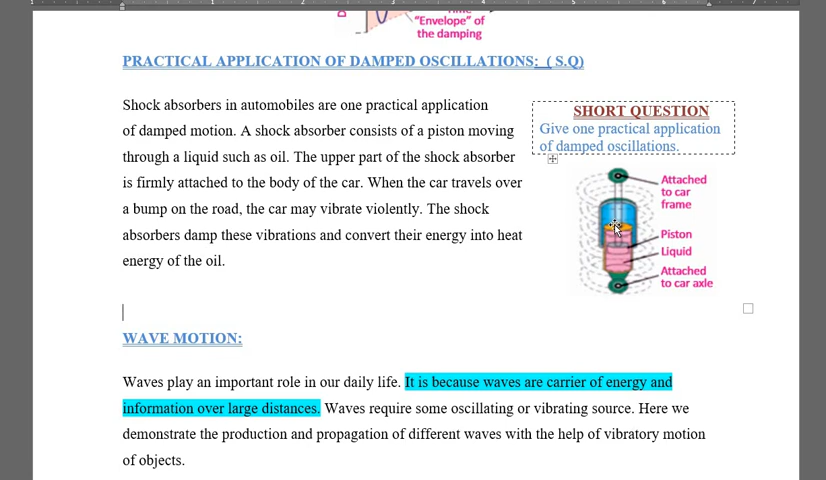 "Envelope" of
the damping
PRACTICAL APPLICATION OF DAMPED OSCILLATIONS: ( S.Q)
Shock absorbers in automobiles are one practical application
of damped motion. A shock absorber consists of a piston moving
through a liquid such as oil. The upper part of the shock absorber
is firmly attached to the body of the car. When the car travels over
a bump on the road, the car may vibrate violently. The shock
absorbers damp these vibrations and convert their energy into heat
energy of the oil.
SHORT QUESTION
Give one practical application
of damped oscillations.
Attached
to car
frame
Piston
Liquid
Attached
to car axle
WAVE MOTION:
Waves play an important role in our daily life. It is because waves are carrier of energy and
information over large distances. Waves require some oscillating or vibrating source. Here we
demonstrate the production and propagation of different waves with the help of vibratory motion
of objects.